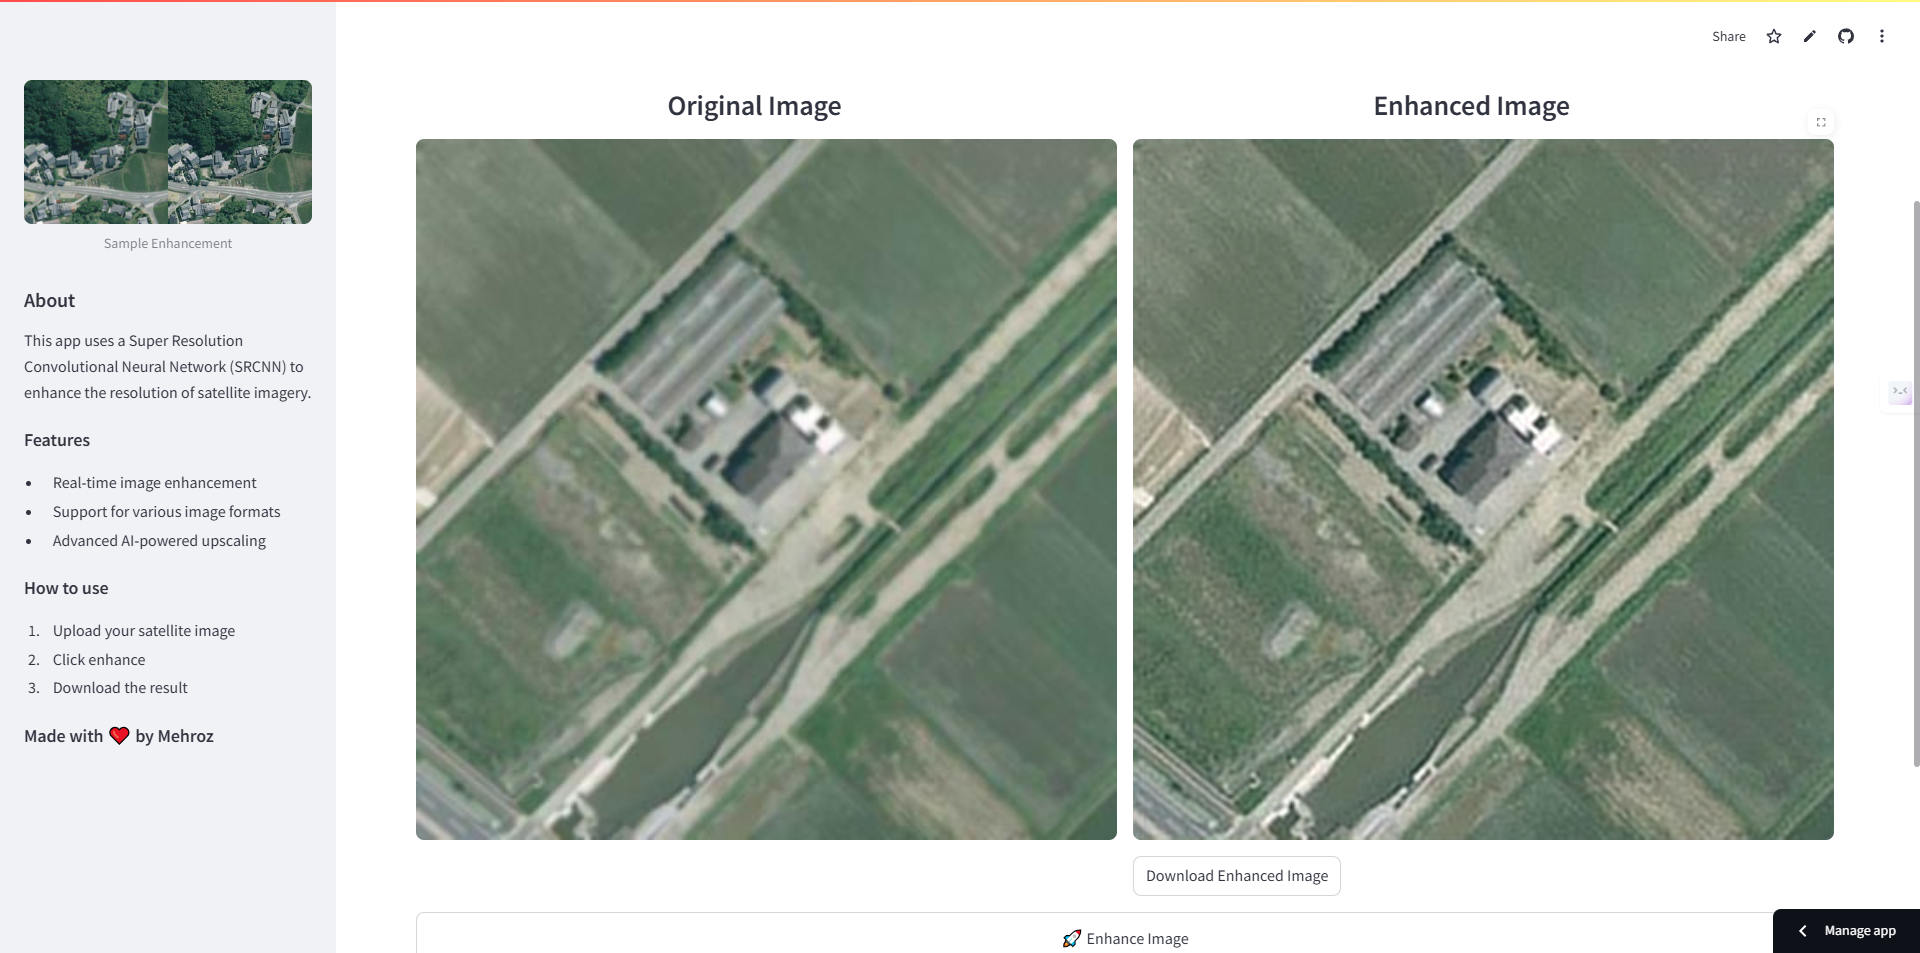 Share
Sample Enhancement
About
This app uses a Super Resolution
Convolutional Neural Network (SRCNN) to
enhance the resolution of satellite imagery.
Features
• Real-time image enhancement
• Support for various image formats
• Advanced AI-powered upscaling
How to use
1. Upload your satellite image
2. Click enhance
3. Download the result
Made with ❤️ by Mehroz
Original Image
Enhanced Image
Download Enhanced Image
🚀 Enhance Image
Manage app